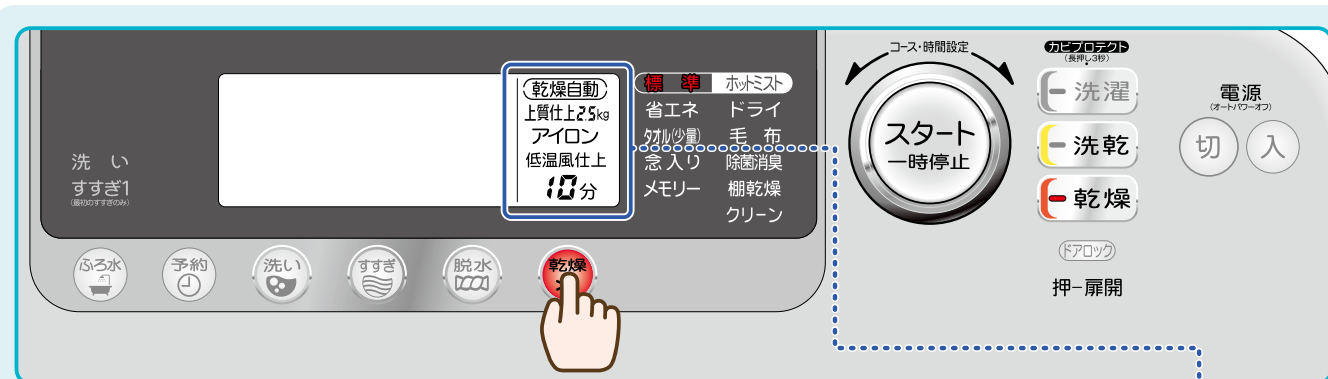 乾燥自動
上質仕上2.5kg
アイロン
低温風仕上
10分
洗い
すすぎ1
(最初のすすぎのみ)
標準 ホットミスト
省エネ ドライ
タオル(少量) 毛布
念入り 除菌消臭
メモリー 棚乾燥
クリーン
ふろ水 予約 洗い すすぎ 脱水 乾燥
コース・時間設定
スタート
一時停止
カビプロテクト
(長押し3秒)
洗濯
洗乾
乾燥
ドアロック
押-扉開
電源
(オートパワーオフ)
切 入